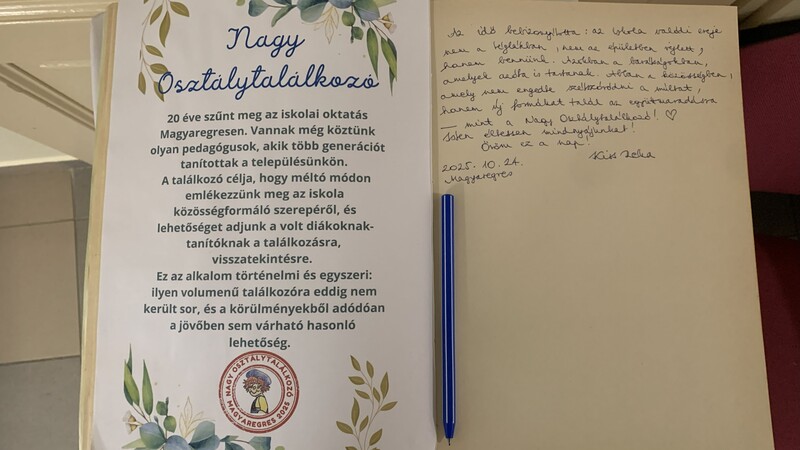 Nagy
Osztálytalálkozó
20 éve szűnt meg az iskolai oktatás
Magyaregresen. Vannak még köztünk
olyan pedagógusok, akik több generációt
tanítottak a településünkön.
A találkozó célja, hogy méltó módon
emlékezzünk meg az iskola
közösségformáló szerepéről, és
lehetőséget adjunk a volt diákoknak-
tanítóknak a találkozásra,
visszatekintésre.
Ez az alkalom történelmi és egyszeri:
ilyen volumenű találkozóra eddig nem
került sor, és a körülményekből adódóan
a jövőben sem várható hasonló
lehetőség.
NAGY OSZTÁLYTALÁLKOZÓ
MAGYAREGRES 2025
Az idő bebizonyította: az iskola valódi ereje
nem a téglákban, nem az épületben rejlett,
hanem bennünk. Azokban a barátságokban,
amelyek azóta is tartanak. Abban a közösségben,
amely nem engedte szétszóródni a múltat,
hanem új formákat talál az együttmaradásra
— mint a Nagy Osztálytalálkozó! ♡
Isten éltessen mindnyájunkat!
Öröm ez a nap!
2025. 10. 24.
Magyaregres
Kiss